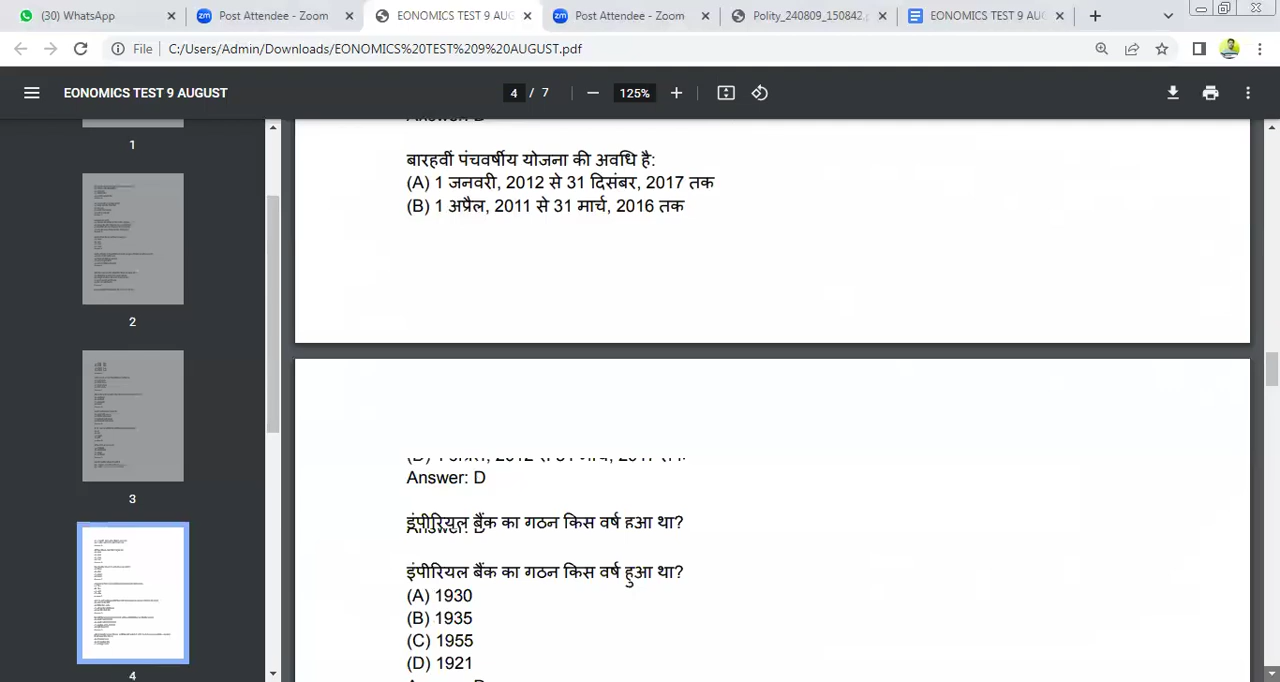 (30) WhatsApp
Post Attendee - Zoom
EONOMICS TEST 9 AUG
Post Attendee - Zoom
Polity_240809_150842.
EONOMICS TEST 9 AU
File
C:/Users/Admin/Downloads/EONOMICS%20TEST%209%20AUGUST.pdf
EONOMICS TEST 9 AUGUST
4 / 7
125%
1
2
3
4
बारहवीं पंचवर्षीय योजना की अवधि है:
(A) 1 जनवरी, 2012 से 31 दिसंबर, 2017 तक
(B) 1 अप्रैल, 2011 से 31 मार्च, 2016 तक
Answer: D
इंपीरियल बैंक का गठन किस वर्ष हुआ था?
इंपीरियल बैंक का गठन किस वर्ष हुआ था?
(A) 1930
(B) 1935
(C) 1955
(D) 1921